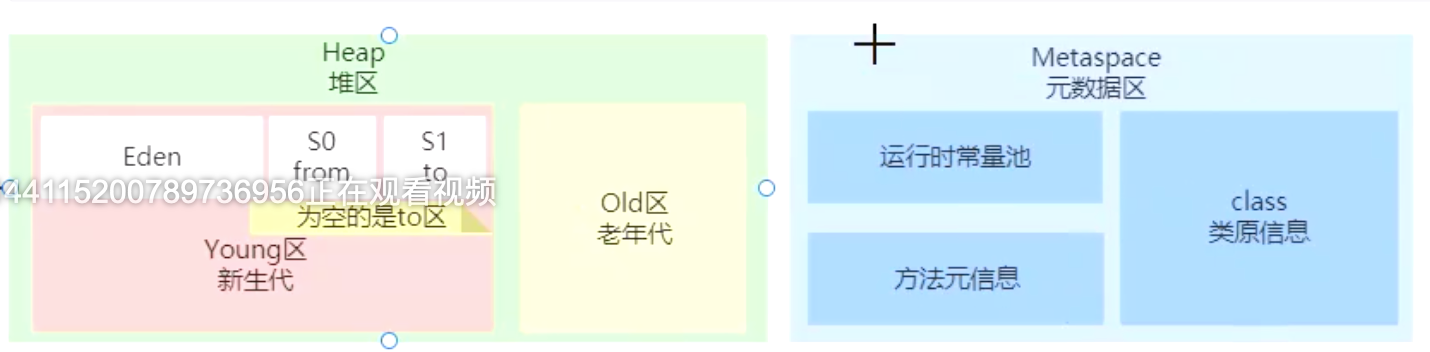 Heap
堆区
Eden
S0
from
S1
to
44115200789736956正在观看视频
为空的是to区
Young区
新生代
Old区
老年代
Metaspace
元数据区
运行时常量池
方法元信息
class
类原信息